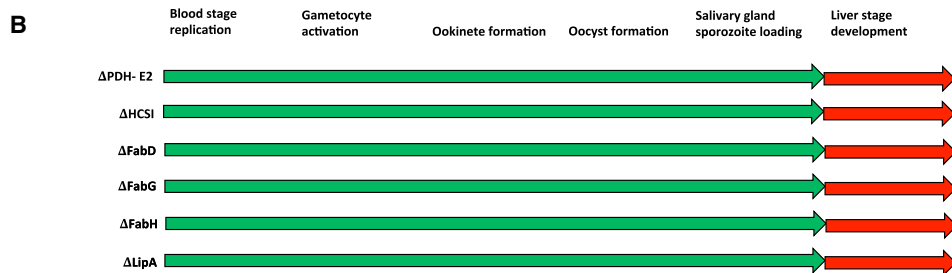 B
Blood stage
replication
Gametocyte
activation
Ookinete formation
Oocyst formation
Salivary gland
sporozoite loading
Liver stage
development
ΔPDH- E2
ΔHCSI
ΔFabD
ΔFabG
ΔFabH
ΔLipA